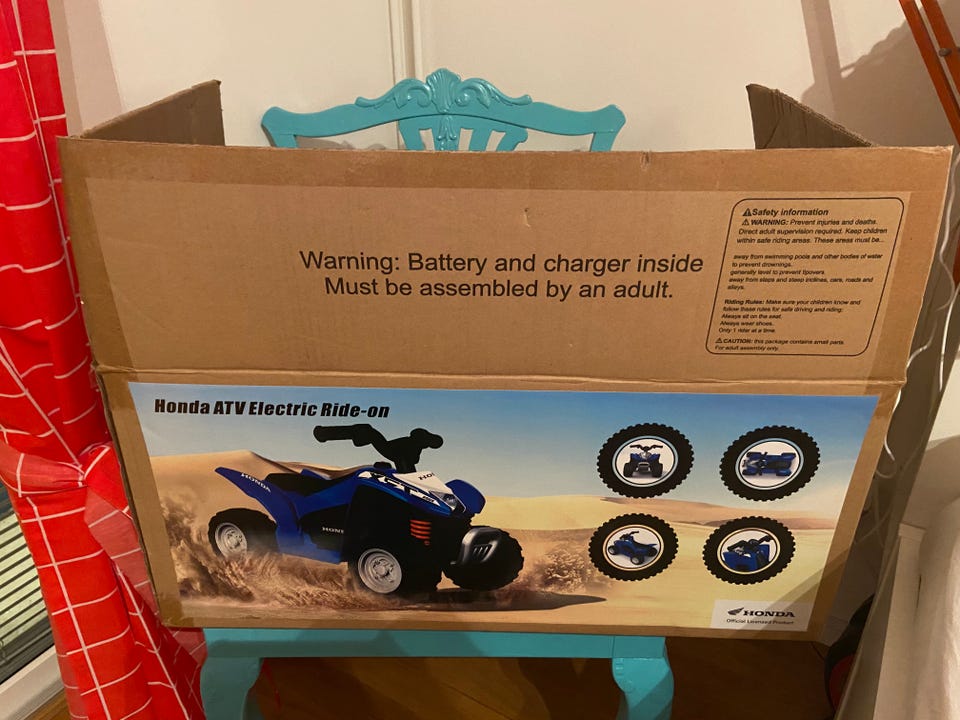 Warning: Battery and charger inside
Must be assembled by an adult.
Safety information
WARNING: Prevent injuries and deaths.
Direct adult supervision required. Keep children
within safe riding areas. These areas must be...
away from swimming pools and other bodies of water
to prevent drownings.
generally level to prevent tipovers.
away from steps and steep inclines, cars, roads and
alleys.
Riding Rules: Make sure your children know and
follow these rules for safe driving and riding:
Always sit on the seat.
Always wear shoes.
Only 1 rider at a time.
CAUTION: this package contains small parts.
For adult assembly only.
Honda ATV Electric Ride-on
HONDA
HONDA
Official Licensed Product